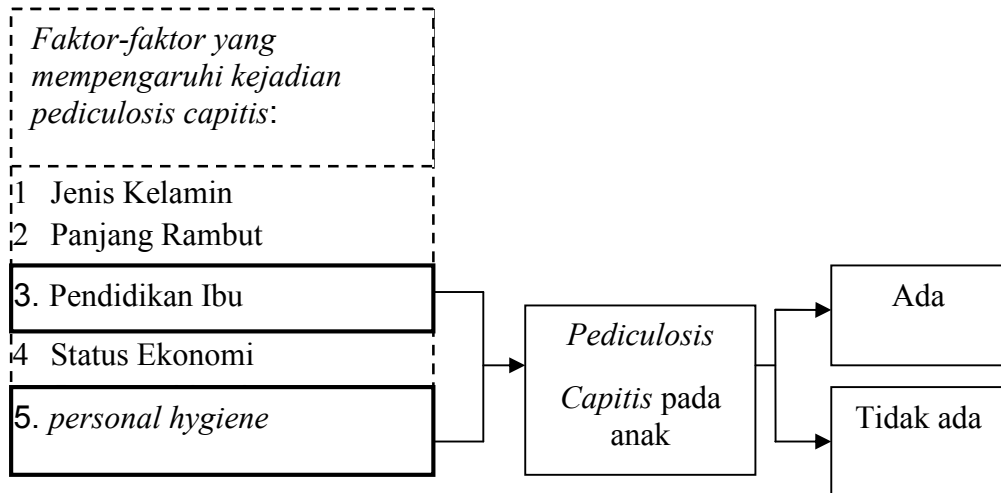 Faktor-faktor yang
mempengaruhi kejadian
pediculosis capitis:
1 Jenis Kelamin
2 Panjang Rambut
3. Pendidikan Ibu
4 Status Ekonomi
5. personal hygiene
Pediculosis
Capitis pada
anak
Ada
Tidak ada